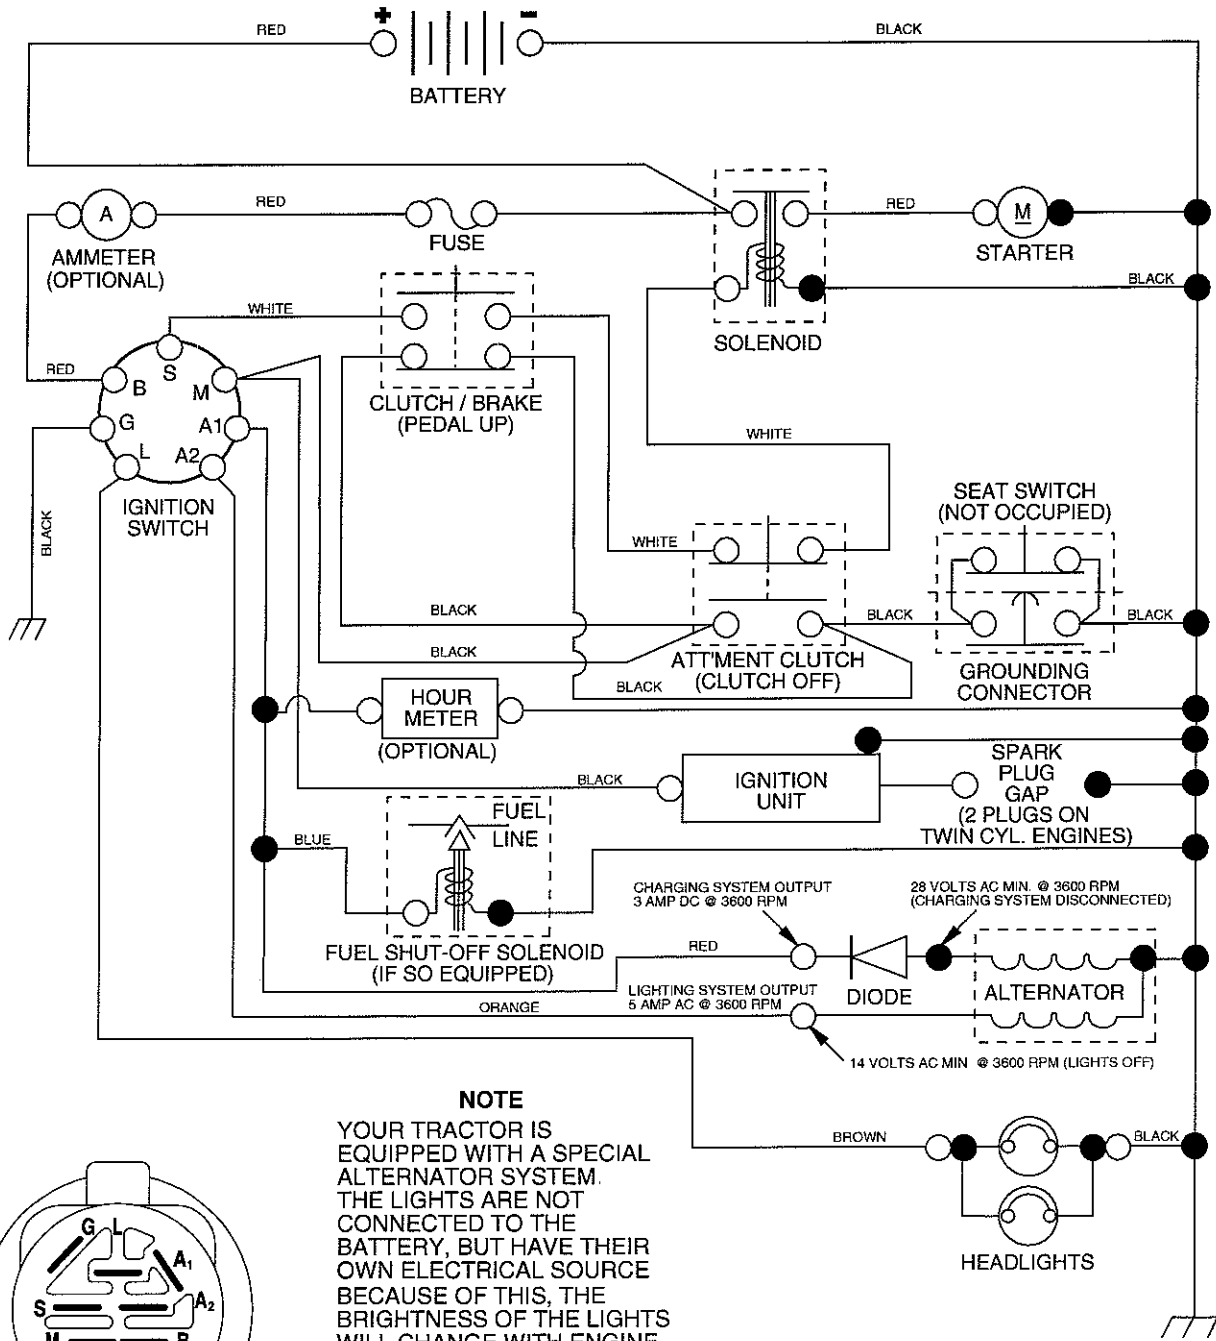 +
-
RED
BLACK
BATTERY
A
RED
FUSE
RED
M
STARTER
AMMETER
(OPTIONAL)
BLACK
SOLENOID
WHITE
RED
S
B
M
G
A1
L
A2
IGNITION
SWITCH
BLACK
CLUTCH / BRAKE
(PEDAL UP)
WHITE
SEAT SWITCH
(NOT OCCUPIED)
WHITE
BLACK
BLACK
BLACK
BLACK
BLACK
ATT'MENT CLUTCH
(CLUTCH OFF)
GROUNDING
CONNECTOR
HOUR
METER
(OPTIONAL)
BLACK
IGNITION
UNIT
SPARK
PLUG
GAP
(2 PLUGS ON
TWIN CYL. ENGINES)
FUEL
LINE
BLUE
FUEL SHUT-OFF SOLENOID
(IF SO EQUIPPED)
CHARGING SYSTEM OUTPUT
3 AMP DC @ 3600 RPM
28 VOLTS AC MIN. @ 3600 RPM
(CHARGING SYSTEM DISCONNECTED)
RED
DIODE
ALTERNATOR
LIGHTING SYSTEM OUTPUT
5 AMP AC @ 3600 RPM
ORANGE
14 VOLTS AC MIN @ 3600 RPM (LIGHTS OFF)
BROWN
BLACK
HEADLIGHTS
NOTE
YOUR TRACTOR IS
EQUIPPED WITH A SPECIAL
ALTERNATOR SYSTEM.
THE LIGHTS ARE NOT
CONNECTED TO THE
BATTERY, BUT HAVE THEIR
OWN ELECTRICAL SOURCE
BECAUSE OF THIS, THE
BRIGHTNESS OF THE LIGHTS
WILL CHANGE WITH ENGINE
G
L
A1
A2
S
M
B